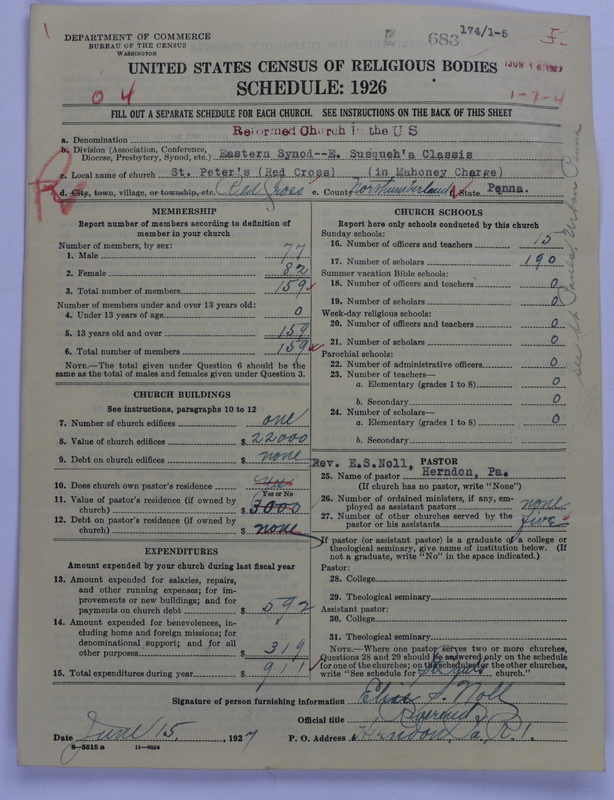 DEPARTMENT OF COMMERCE
BUREAU OF THE CENSUS
WASHINGTON
683
174/1-5
UNITED STATES CENSUS OF RELIGIOUS BODIES
JUN 16 1927
SCHEDULE: 1926
0 4
1-7-4
FILL OUT A SEPARATE SCHEDULE FOR EACH CHURCH. SEE INSTRUCTIONS ON THE BACK OF THIS SHEET
a. Denomination Reformed Church in the U S
b. Division (Association, Conference, Diocese, Presbytery, Synod, etc.) Eastern Synod--E. Susqueh'a Classis
c. Local name of church St. Peter's (Red Cross) (in Mahoney Charge)
d. City, town, village, or township, etc. Red Cross e. County Northumberland f. State Penna.
MEMBERSHIP
Report number of members according to definition of
member in your church
Number of members, by sex:
1. Male 77
2. Female 82
3. Total number of members 159
Number of members under and over 13 years old:
4. Under 13 years of age 0
5. 13 years old and over 159
6. Total number of members 159
NOTE.—The total given under Question 6 should be the
same as the total of males and females given under Question 3.
CHURCH BUILDINGS
See instructions, paragraphs 10 to 12
7. Number of church edifices one
8. Value of church edifices $ 22000
9. Debt on church edifices $ none
10. Does church own pastor's residence yes
Yes or No
11. Value of pastor's residence (if owned by
church) $ 3000
12. Debt on pastor's residence (if owned by
church) $ none
EXPENDITURES
Amount expended by your church during last fiscal year
13. Amount expended for salaries, repairs,
and other running expenses; for im-
provements or new buildings; and for
payments on church debt $ 592
14. Amount expended for benevolences, in-
cluding home and foreign missions; for
denominational support; and for all
other purposes $ 319
15. Total expenditures during year $ 911
CHURCH SCHOOLS
Report here only schools conducted by this church
Sunday schools:
16. Number of officers and teachers 15
17. Number of scholars 190
Summer vacation Bible schools:
18. Number of officers and teachers 0
19. Number of scholars 0
Week-day religious schools:
20. Number of officers and teachers 0
21. Number of scholars 0
Parochial schools:
22. Number of administrative officers 0
23. Number of teachers—
a. Elementary (grades 1 to 8) 0
b. Secondary 0
24. Number of scholars—
a. Elementary (grades 1 to 8) 0
b. Secondary
PASTOR
Rev. E.S.Noll, Herndon, Pa.
25. Name of pastor
(If church has no pastor, write "None")
26. Number of ordained ministers, if any, em-
ployed as assistant pastors none
27. Number of other churches served by the
pastor or his assistants five
If pastor (or assistant pastor) is a graduate of a college or
theological seminary, give name of institution below. (If
not a graduate, write "No" in the space indicated.)
Pastor:
28. College
29. Theological seminary
Assistant pastor:
30. College
31. Theological seminary
NOTE.—Where one pastor serves two or more churches,
Questions 28 and 29 should be answered only on the schedule
for one of the churches; on the schedules for the other churches,
write "See schedule for church."
Signature of person furnishing information Elias S. Noll
Official title
Date June 15, 1927 P. O. Address Herndon, Pa., R. 1.
8-5518 a 11-9064